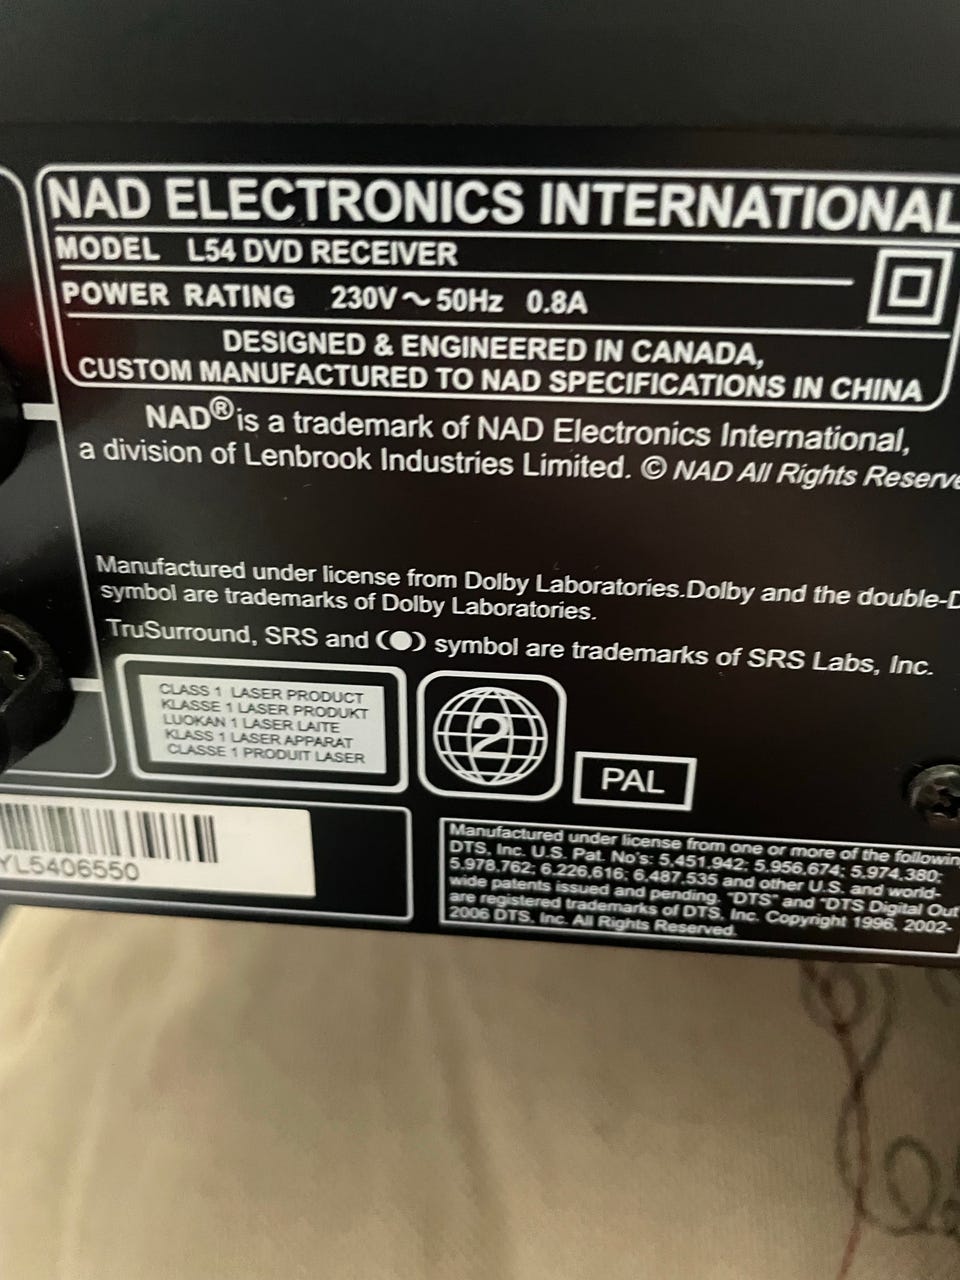 NAD ELECTRONICS INTERNATIONAL
MODEL L54 DVD RECEIVER
POWER RATING 230V～50Hz 0.8A
DESIGNED & ENGINEERED IN CANADA,
CUSTOM MANUFACTURED TO NAD SPECIFICATIONS IN CHINA
NAD® is a trademark of NAD Electronics International,
a division of Lenbrook Industries Limited. © NAD All Rights Reserve
Manufactured under license from Dolby Laboratories.Dolby and the double-D
symbol are trademarks of Dolby Laboratories.
TruSurround, SRS and (●) symbol are trademarks of SRS Labs, Inc.
CLASS 1 LASER PRODUCT
KLASSE 1 LASER PRODUKT
LUOKAN 1 LASER LAITE
KLASS 1 LASER APPARAT
CLASSE 1 PRODUIT LASER
2
PAL
YL5406550
Manufactured under license from one or more of the followin
DTS, Inc. U.S. Pat. No's: 5,451,942; 5,956,674; 5,974,380;
5,978,762; 6,226,616; 6,487,535 and other U.S. and world-
wide patents issued and pending. "DTS" and "DTS Digital Out
are registered trademarks of DTS, Inc. Copyright 1996, 2002-
2006 DTS, Inc. All Rights Reserved.